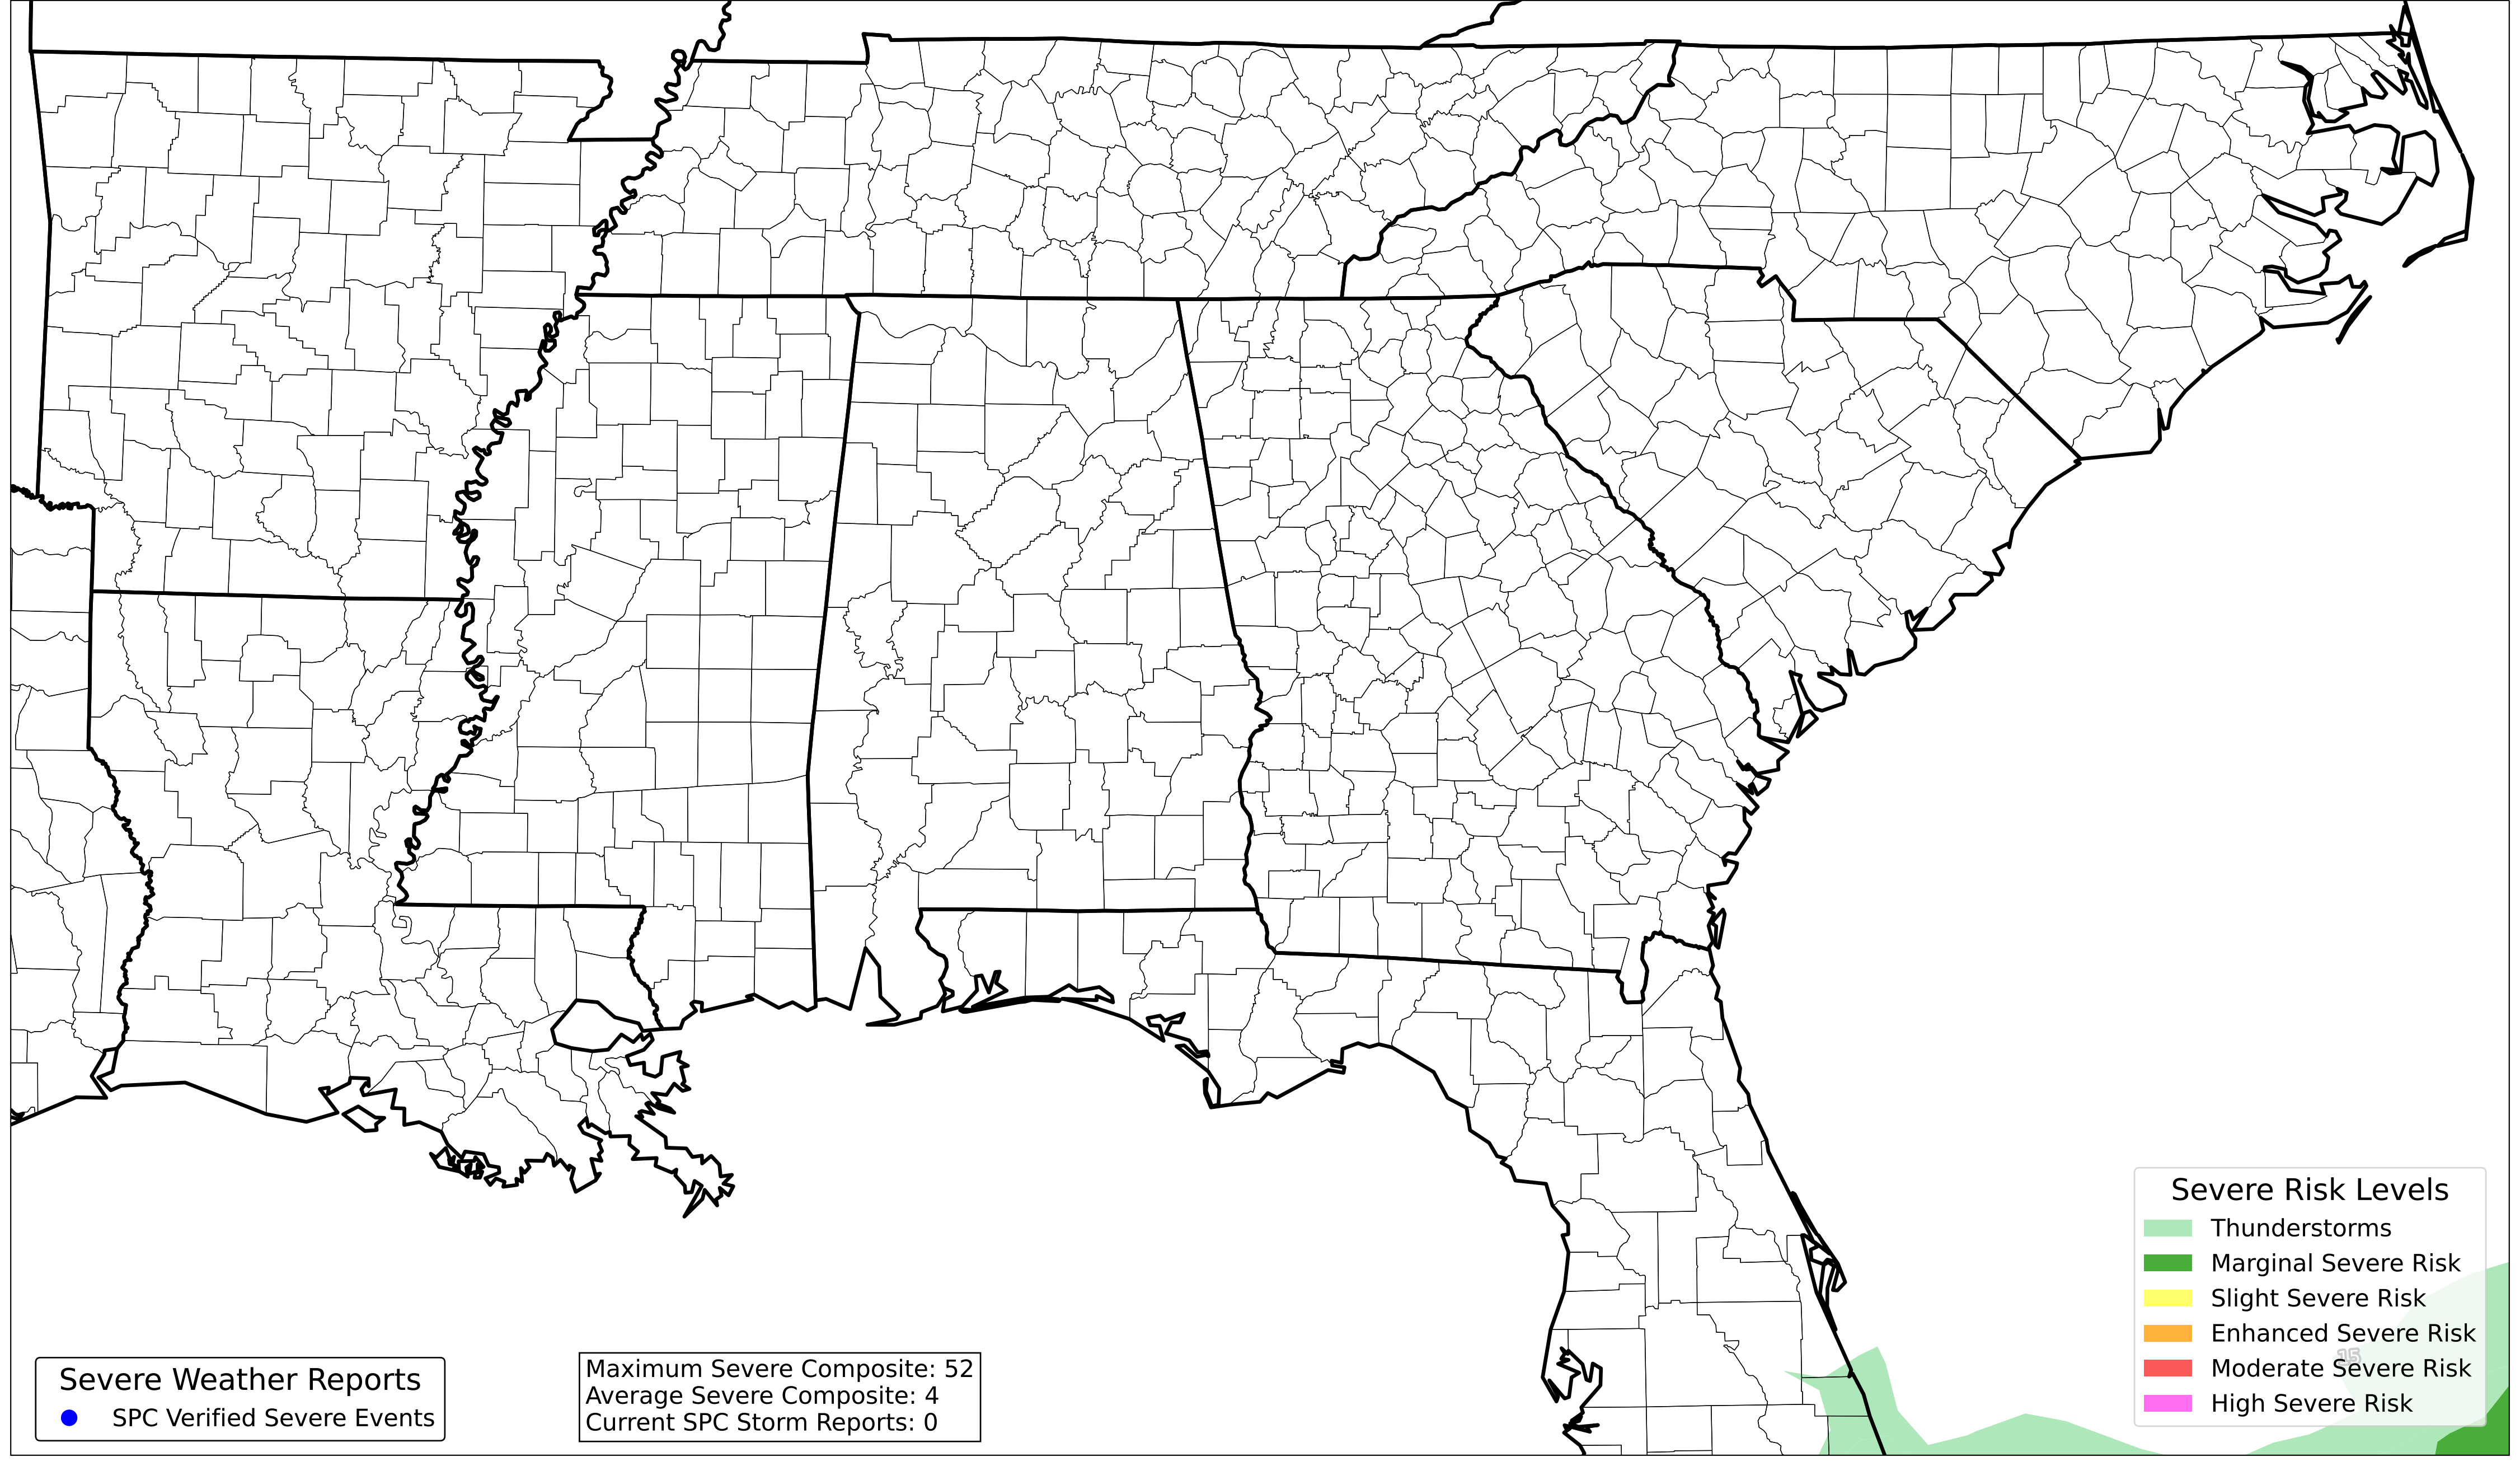 Severe Risk Levels
Thunderstorms
Marginal Severe Risk
Slight Severe Risk
Enhanced Severe Risk
15
Moderate Severe Risk
High Severe Risk
Severe Weather Reports
SPC Verified Severe Events
Maximum Severe Composite: 52
Average Severe Composite: 4
Current SPC Storm Reports: 0